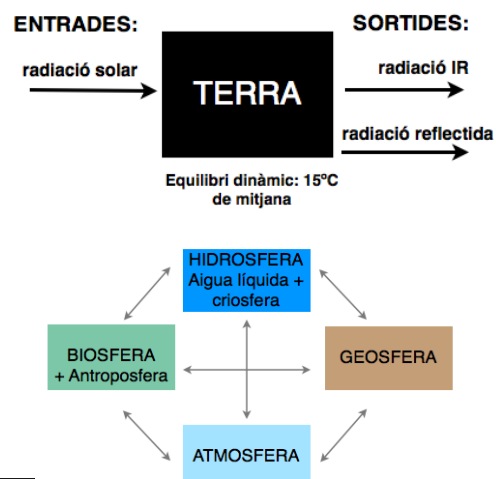 ENTRADES:
SORTIDES:
radiació solar
TERRA
radiació IR
radiació reflectida
Equilibri dinàmic: 15ºC
de mitjana
HIDROSFERA
Aigua líquida +
criosfera
BIOSFERA
+ Antroposfera
GEOSFERA
ATMOSFERA